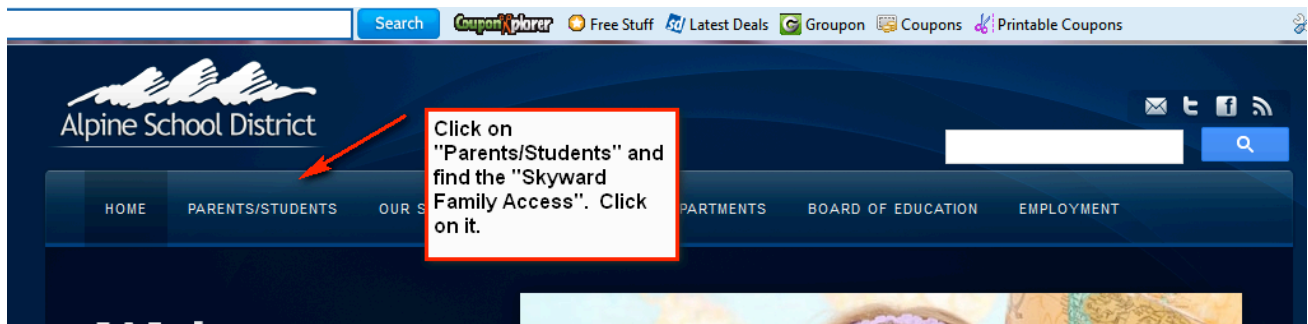 Search CouponXplorer Free Stuff Latest Deals Groupon Coupons Printable Coupons
Alpine School District
Click on
"Parents/Students" and
find the "Skyward
Family Access". Click
on it.
HOME PARENTS/STUDENTS OUR S PARTMENTS BOARD OF EDUCATION EMPLOYMENT